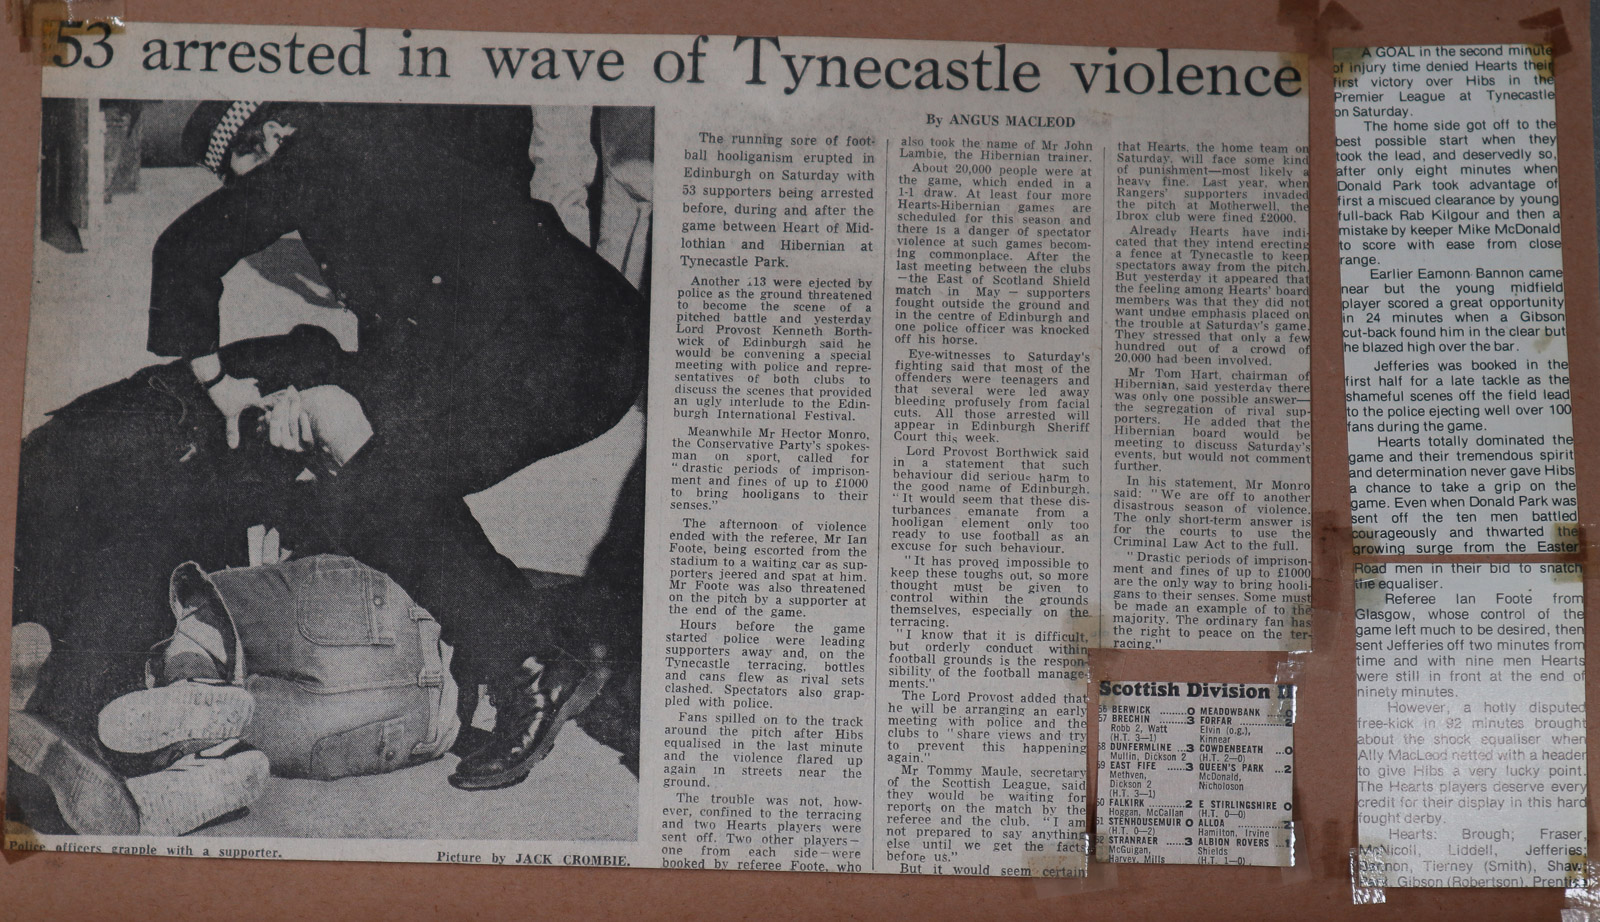 53 arrested in wave of Tynecastle violence
By ANGUS MACLEOD
The running sore of foot-
ball hooliganism erupted in
Edinburgh on Saturday with
53 supporters being arrested
before, during and after the
game between Heart of Mid-
lothian and Hibernian at
Tynecastle Park.
Another 113 were ejected by
police as the ground threatened
to become the scene of a
pitched battle and yesterday
Lord Provost Kenneth Borth-
wick of Edinburgh said he
would be convening a special
meeting with police and repre-
sentatives of both clubs to
discuss the scenes that provided
an ugly interlude to the Edin-
burgh International Festival.
Meanwhile Mr Hector Monro,
the Conservative Party's spokes-
man on sport, called for
"drastic periods of imprison-
ment and fines of up to £1000
to bring hooligans to their
senses."
The afternoon of violence
ended with the referee, Mr Ian
Foote, being escorted from the
stadium to a waiting car as sup-
porters jeered and spat at him.
Mr Foote was also threatened
on the pitch by a supporter at
the end of the game.
Hours before the game
started police were leading
supporters away and, on the
Tynecastle terracing, bottles
and cans flew as rival sets
clashed. Spectators also grap-
pled with police.
Fans spilled on to the track
around the pitch after Hibs
equalised in the last minute
and the violence flared up
again in streets near the
ground.
The trouble was not, how-
ever, confined to the terracing
and two Hearts players were
sent off. Two other players—
one from each side—were
booked by referee Foote, who
also took the name of Mr John
Lambie, the Hibernian trainer.
About 20,000 people were at
the game, which ended in a
1-1 draw. At least four more
Hearts-Hibernian games are
scheduled for this season and
there is a danger of spectator
violence at such games becom-
ing commonplace. After the
last meeting between the clubs
—the East of Scotland Shield
match in May — supporters
fought outside the ground and
in the centre of Edinburgh and
one police officer was knocked
off his horse.
Eye-witnesses to Saturday's
fighting said that most of the
offenders were teenagers and
that several were led away
bleeding profusely from facial
cuts. All those arrested will
appear in Edinburgh Sheriff
Court this week.
Lord Provost Borthwick said
in a statement that such
behaviour did serious harm to
the good name of Edinburgh.
"It would seem that these dis-
turbances emanate from a
hooligan element only too
ready to use football as an
excuse for such behaviour.
"It has proved impossible to
keep these toughs out, so more
thought must be given to
control within the grounds
themselves, especially on the
terracing.
"I know that it is difficult,
but orderly conduct within
football grounds is the respon-
sibility of the football manage-
ments."
The Lord Provost added that
he will be arranging an early
meeting with police and the
clubs to "share views and try
to prevent this happening
again."
Mr Tommy Maule, secretary
of the Scottish League, said
they would be waiting for
reports on the match by the
referee and the club. "I am
not prepared to say anything
else until we get the facts
before us."
But it would seem certain
that Hearts, the home team on
Saturday, will face some kind
of punishment—most likely a
heavy fine. Last year, when
Rangers' supporters invaded
the pitch at Motherwell, the
Ibrox club were fined £2000.
Already Hearts have indi-
cated that they intend erecting
a fence at Tynecastle to keep
spectators away from the pitch.
But yesterday it appeared that
the feeling among Hearts' board
members was that they did not
want undue emphasis placed on
the trouble at Saturday's game.
They stressed that only a few
hundred out of a crowd of
20,000 had been involved.
Mr Tom Hart, chairman of
Hibernian, said yesterday there
was only one possible answer—
the segregation of rival sup-
porters. He added that the
Hibernian board would be
meeting to discuss Saturday's
events, but would not comment
further.
In his statement, Mr Monro
said: "We are off to another
disastrous season of violence.
The only short-term answer is
for the courts to use the
Criminal Law Act to the full.
"Drastic periods of imprison-
ment and fines of up to £1000
are the only way to bring hooli-
gans to their senses. Some must
be made an example of to the
majority. The ordinary fan has
the right to peace on the ter-
racing."
Police officers grapple with a supporter.
Picture by JACK CROMBIE.
Scottish Division II
56 BERWICK ........0 MEADOWBANK
57 BRECHIN ........3 FORFAR
Robb 2, Watt Elvin (o.g.),
(H.T. 3—1) Kinnear
58 DUNFERMLINE ...3 COWDENBEATH ...0
Mullin, Dickson 2 (H.T. 2—0)
59 EAST FIFE ......3 QUEEN'S PARK ...2
Methven, McDonald,
Dickson 2 Nicholoson
(H.T. 3—1)
60 FALKIRK ........2 E STIRLINGSHIRE 0
Hoggan, McCallan (H.T. 0—0)
61 STENHOUSEMUIR 0 ALLOA
(H.T. 0—2) Hamilton, Irvine
62 STRANRAER ......3 ALBION ROVERS ...1
McGuigan, Shields
Harvey, Mills (H.T. 1—0)
A GOAL in the second minute
of injury time denied Hearts their
first victory over Hibs in the
Premier League at Tynecastle
on Saturday.
The home side got off to the
best possible start when they
took the lead, and deservedly so,
after only eight minutes when
Donald Park took advantage of
first a miscued clearance by young
full-back Rab Kilgour and then a
mistake by keeper Mike McDonald
to score with ease from close
range.
Earlier Eamonn Bannon came
near but the young midfield
player scored a great opportunity
in 24 minutes when a Gibson
cut-back found him in the clear but
he blazed high over the bar.
Jefferies was booked in the
first half for a late tackle as the
shameful scenes off the field lead
to the police ejecting well over 100
fans during the game.
Hearts totally dominated the
game and their tremendous spirit
and determination never gave Hibs
a chance to take a grip on the
game. Even when Donald Park was
sent off the ten men battled
courageously and thwarted the
growing surge from the Easter
Road men in their bid to snatch
the equaliser.
Referee Ian Foote from
Glasgow, whose control of the
game left much to be desired, then
sent Jefferies off two minutes from
time and with nine men Hearts
were still in front at the end of
ninety minutes.
However, a hotly disputed
free-kick in 92 minutes brought
about the shock equaliser when
Ally MacLeod netted with a header
to give Hibs a very lucky point.
The Hearts players deserve every
credit for their display in this hard
fought derby.
Hearts: Brough; Fraser,
McNicoll, Liddell, Jefferies;
Bannon, Tierney (Smith), Shaw;
Park, Gibson (Robertson), Prentice